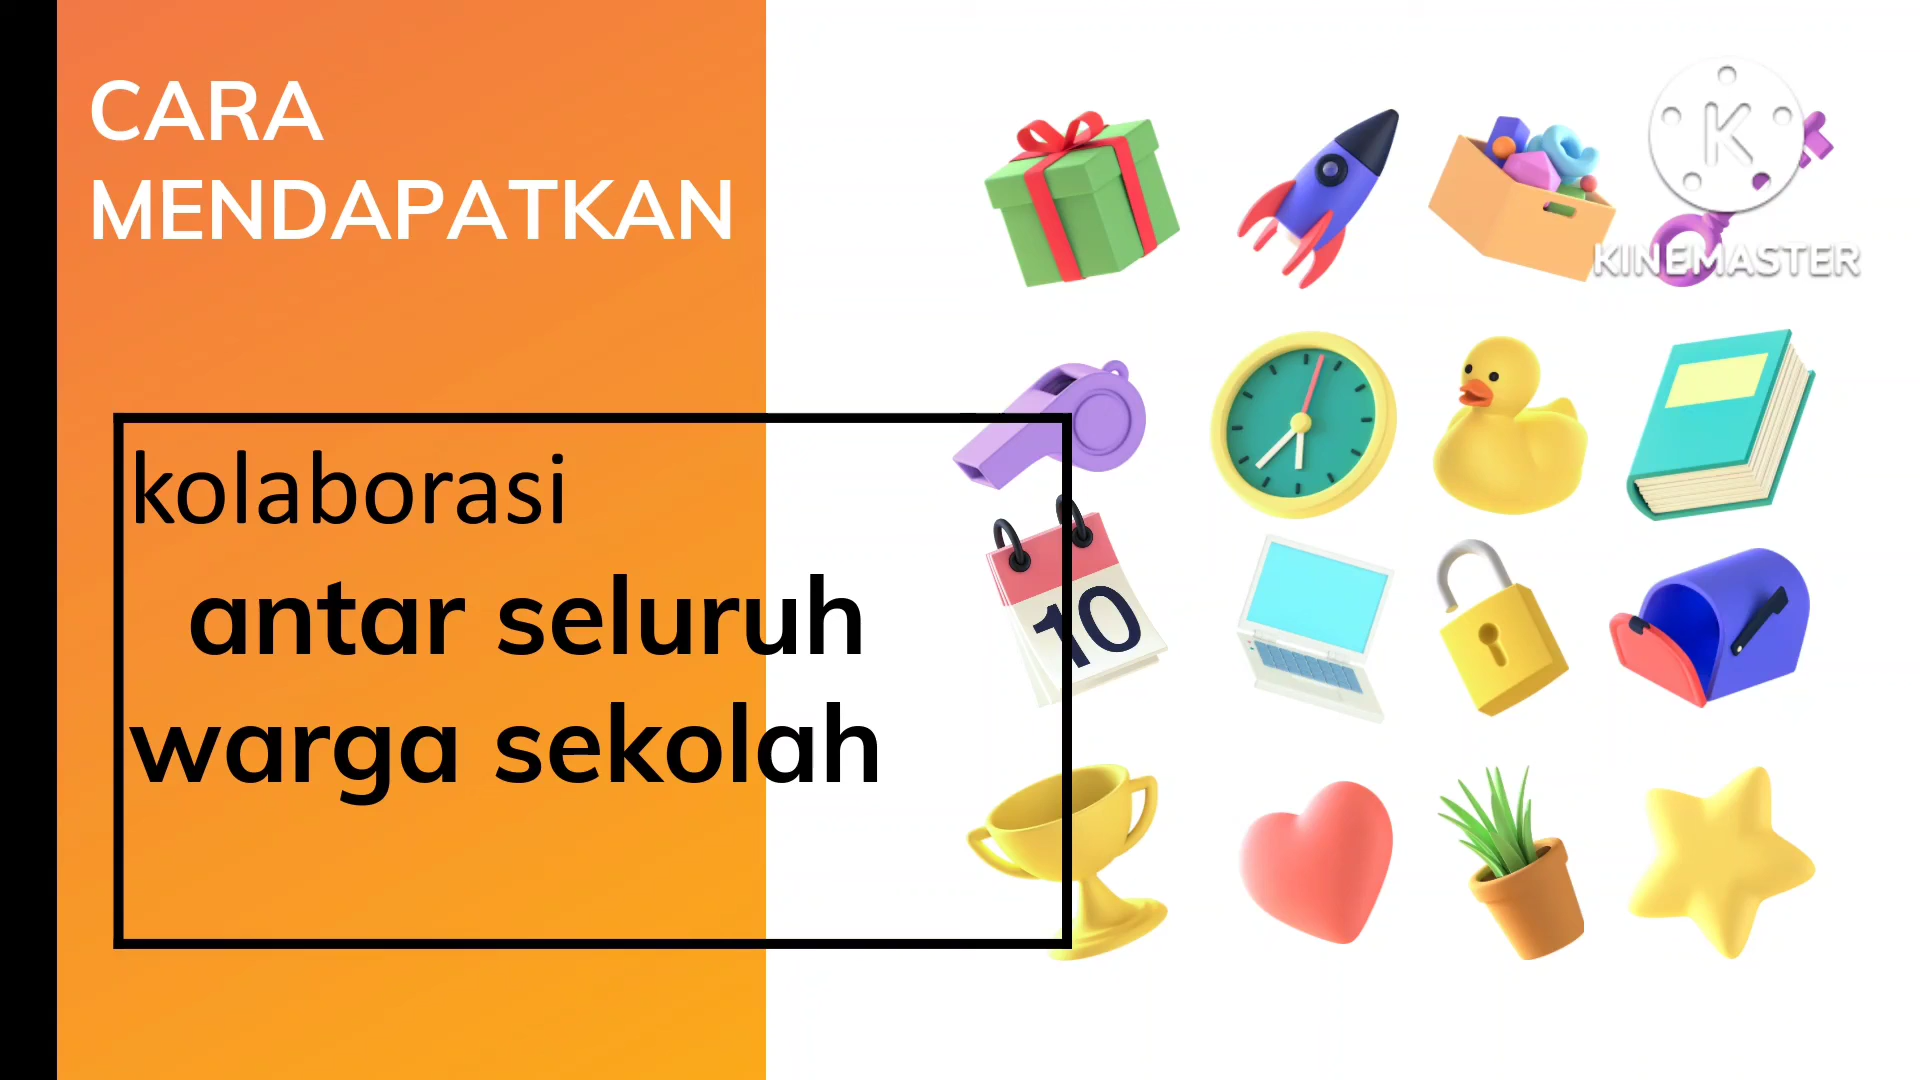 CARA
MENDAPATKAN
kolaborasi
antar seluruh
warga sekolah
10
K
KINEMASTER